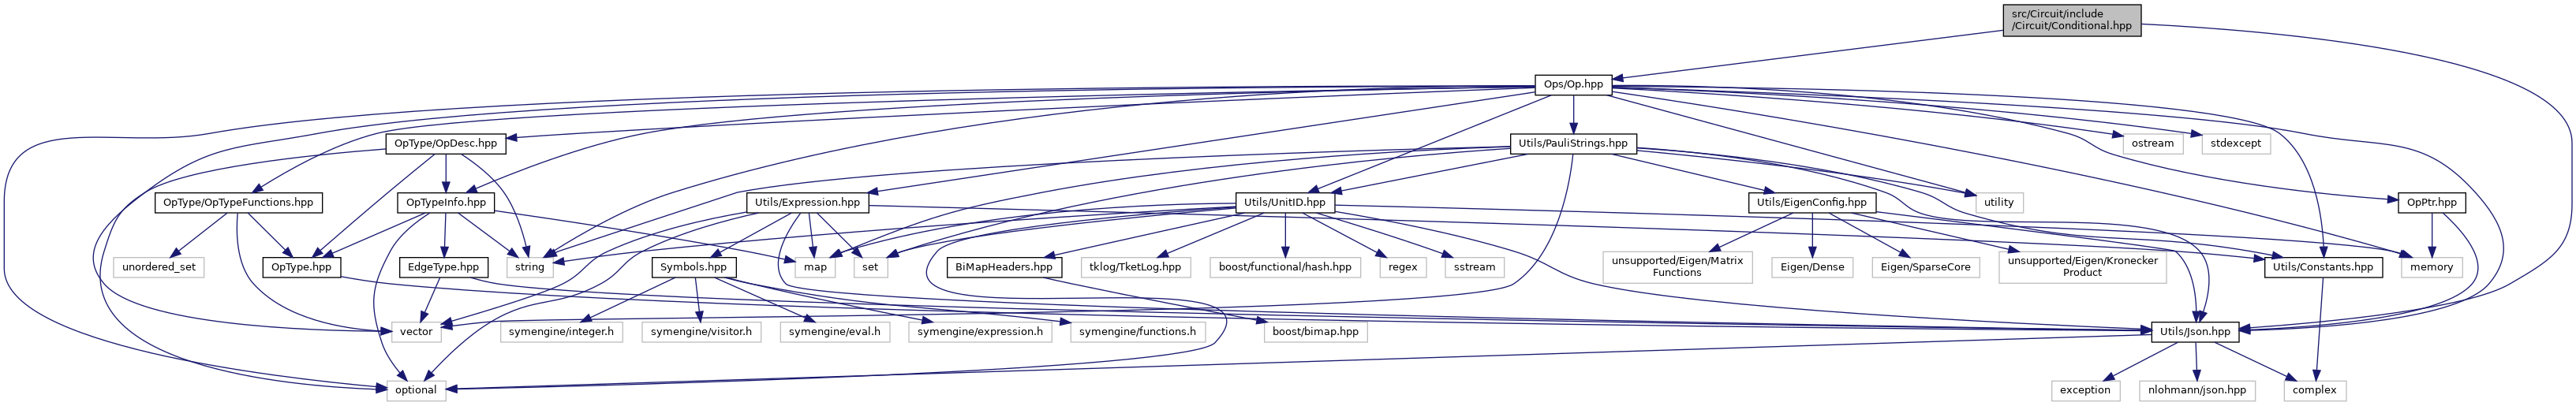 src/Circuit/include
/Circuit/Conditional.hpp
Ops/Op.hpp
OpType/OpDesc.hpp
Utils/PauliStrings.hpp
ostream
stdexcept
OpType/OpTypeFunctions.hpp
OpTypeInfo.hpp
Utils/Expression.hpp
Utils/UnitID.hpp
Utils/EigenConfig.hpp
utility
OpPtr.hpp
unordered_set
OpType.hpp
EdgeType.hpp
string
Symbols.hpp
map
set
BiMapHeaders.hpp
tklog/TketLog.hpp
boost/functional/hash.hpp
regex
sstream
unsupported/Eigen/Matrix
Functions
Eigen/Dense
Eigen/SparseCore
unsupported/Eigen/Kronecker
Product
Utils/Constants.hpp
memory
vector
symengine/integer.h
symengine/visitor.h
symengine/eval.h
symengine/expression.h
symengine/functions.h
boost/bimap.hpp
Utils/Json.hpp
optional
exception
nlohmann/json.hpp
complex